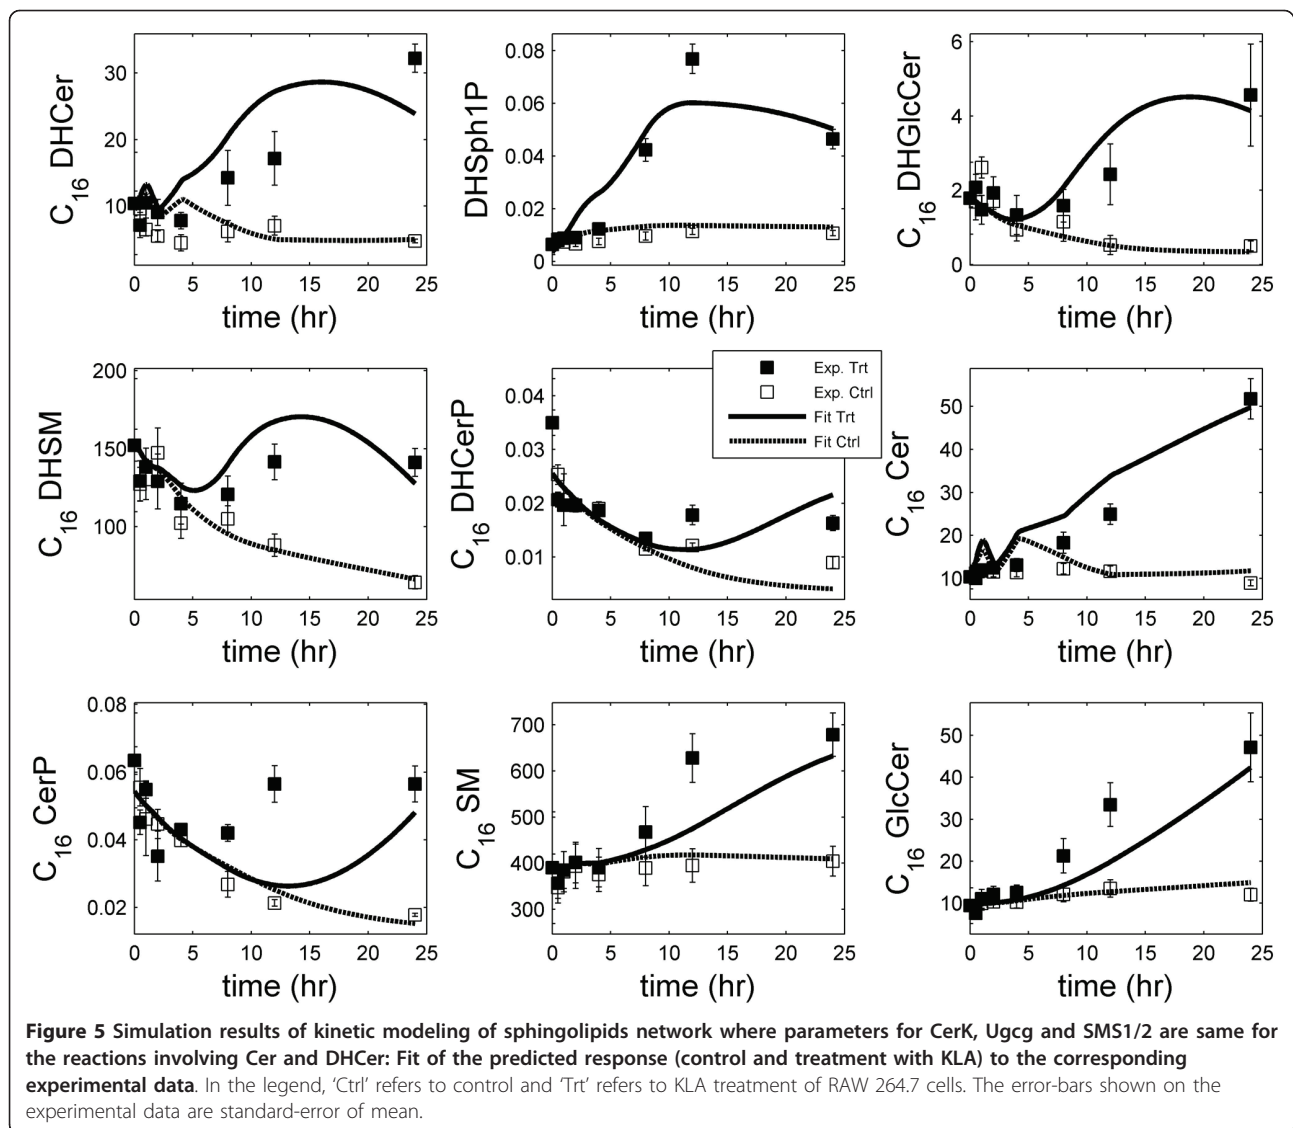 C16 DHCer
30
20
10
0 5 10 15 20 25
time (hr)
DHSph1P
0.08
0.06
0.04
0.02
0
0 5 10 15 20 25
time (hr)
C16 DHGlcCer
6
4
2
0
0 5 10 15 20 25
time (hr)
C16 DHSM
200
150
100
0 5 10 15 20 25
time (hr)
C16 DHCerP
0.04
0.03
0.02
0.01
0 5 10 15 20 25
time (hr)
Exp. Trt
Exp. Ctrl
Fit Trt
Fit Ctrl
C16 Cer
50
40
30
20
10
0 5 10 15 20 25
time (hr)
C16 CerP
0.08
0.06
0.04
0.02
0 5 10 15 20 25
time (hr)
C16 SM
700
600
500
400
300
0 5 10 15 20 25
time (hr)
C16 GlcCer
50
40
30
20
10
0 5 10 15 20 25
time (hr)
Figure 5 Simulation results of kinetic modeling of sphingolipids network where parameters for CerK, Ugcg and SMS1/2 are same for
the reactions involving Cer and DHCer: Fit of the predicted response (control and treatment with KLA) to the corresponding
experimental data. In the legend, 'Ctrl' refers to control and 'Trt' refers to KLA treatment of RAW 264.7 cells. The error-bars shown on the
experimental data are standard-error of mean.